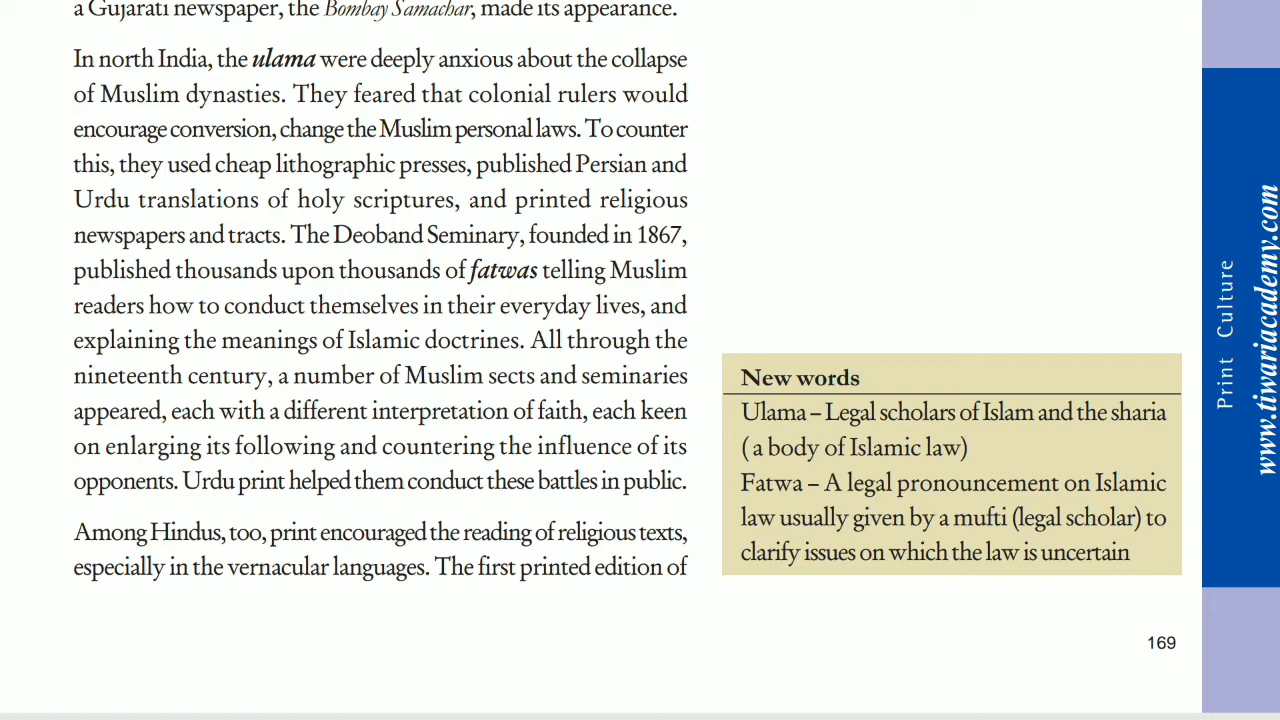 a Gujarati newspaper, the Bombay Samachar, made its appearance.
In north India, the ulama were deeply anxious about the collapse
of Muslim dynasties. They feared that colonial rulers would
encourage conversion, change the Muslim personal laws. To counter
this, they used cheap lithographic presses, published Persian and
Urdu translations of holy scriptures, and printed religious
newspapers and tracts. The Deoband Seminary, founded in 1867,
published thousands upon thousands of fatwas telling Muslim
readers how to conduct themselves in their everyday lives, and
explaining the meanings of Islamic doctrines. All through the
nineteenth century, a number of Muslim sects and seminaries
appeared, each with a different interpretation of faith, each keen
on enlarging its following and countering the influence of its
opponents. Urdu print helped them conduct these battles in public.
Among Hindus, too, print encouraged the reading of religious texts,
especially in the vernacular languages. The first printed edition of
New words
Ulama – Legal scholars of Islam and the sharia
( a body of Islamic law)
Fatwa – A legal pronouncement on Islamic
law usually given by a mufti (legal scholar) to
clarify issues on which the law is uncertain
Print Culture
www.tiwariacademy.com
169